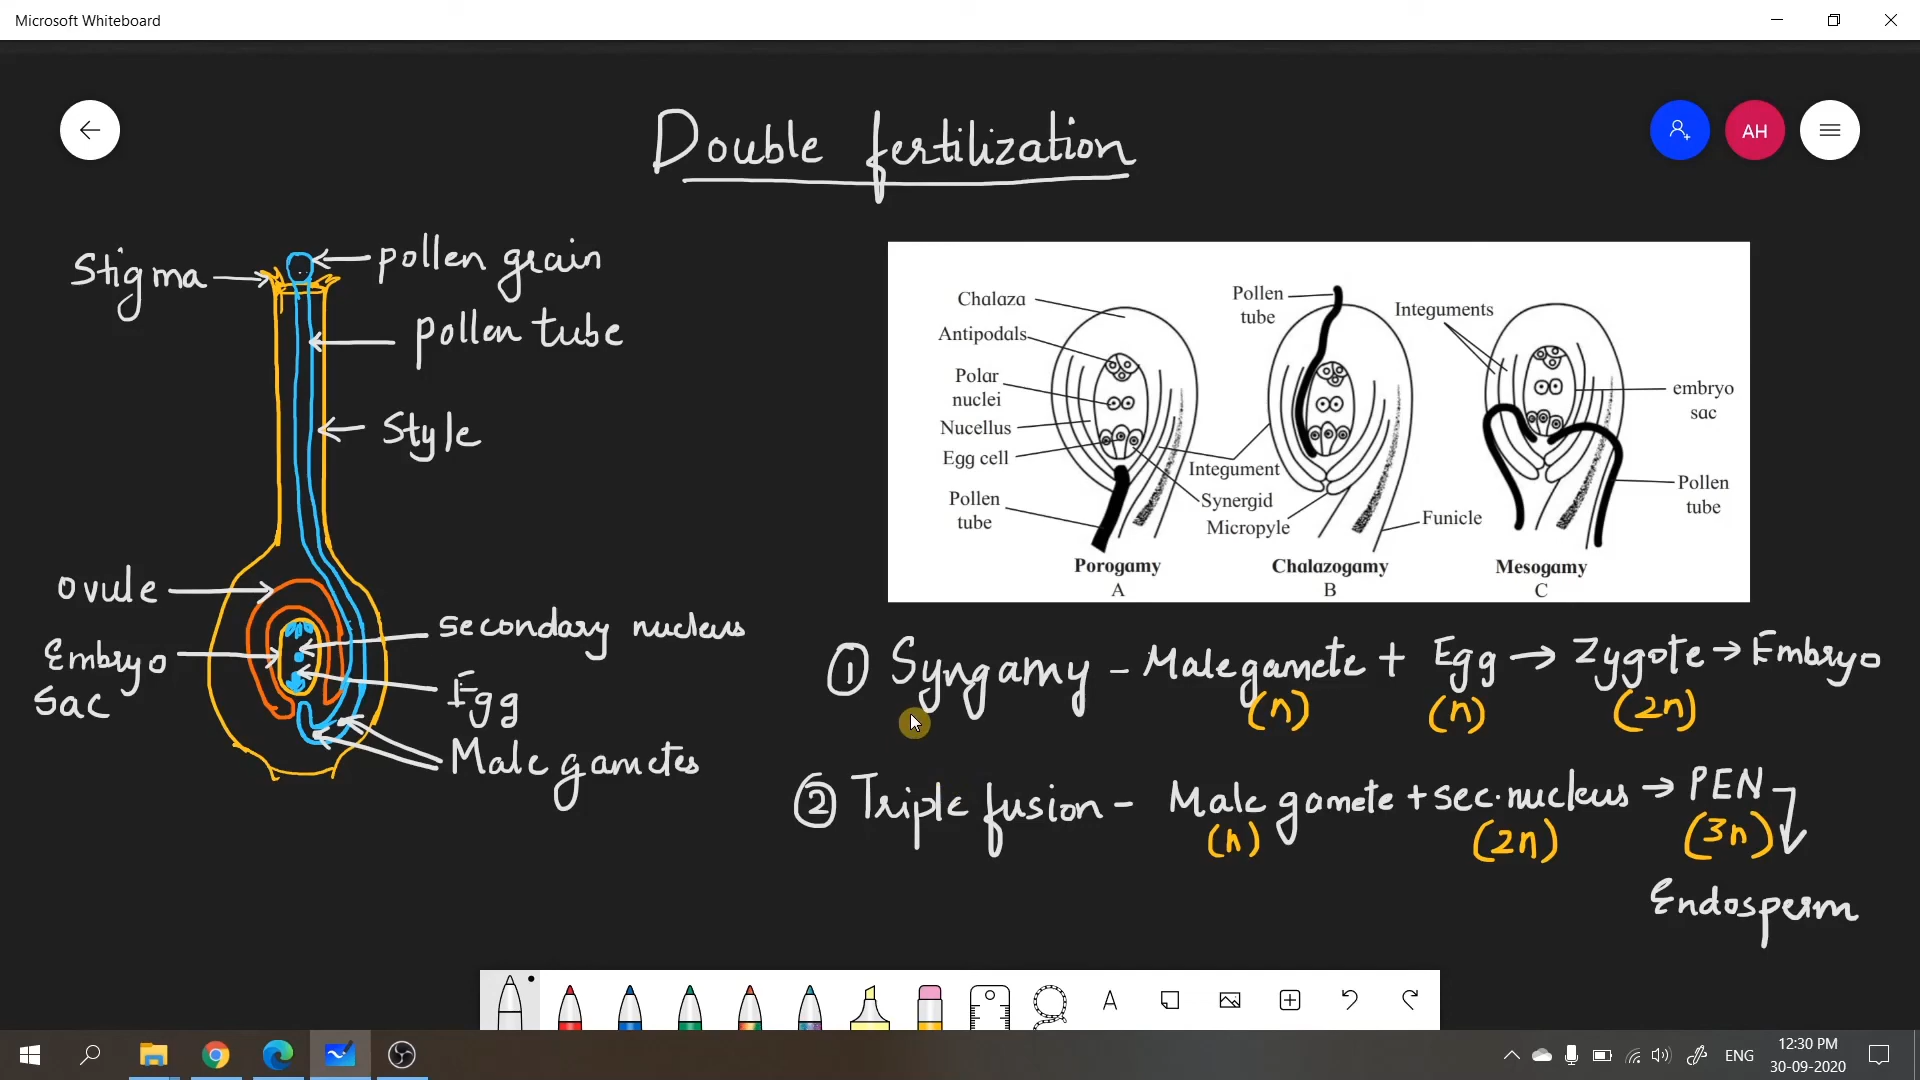 Microsoft Whiteboard
Double fertilization
AH
Stigma
pollen grain
pollen tube
Style
ovule
Embryo
sac
secondary nucleus
Egg
Male gametes
Chalaza
Antipodals
Polar
nuclei
Nucellus
Egg cell
Pollen
tube
Porogamy
A
Pollen
tube
Integument
Synergid
Micropyle
Funicle
Chalazogamy
B
Integuments
embryo
sac
Pollen
tube
Mesogamy
C
① Syngamy – Male gamete + Egg → Zygote → Embryo
(n) (n) (2n)
② Triple fusion – Male gamete + sec. nucleus → PEN
(n) (2n) (3n)
Endosperm
ENG
12:30 PM
30-09-2020